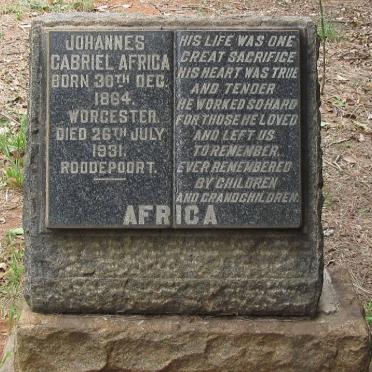 JOHANNES
GABRIEL AFRICA
BORN 30TH DEC.
1864.
WORCESTER.
DIED 26TH JULY
1931.
ROODEPOORT.
HIS LIFE WAS ONE
GREAT SACRIFICE
HIS HEART WAS TRUE
AND TENDER
HE WORKED SO HARD
FOR THOSE HE LOVED
AND LEFT US
TO REMEMBER.
EVER REMEMBERED
BY CHILDREN
AND GRANDCHILDREN.
AFRICA